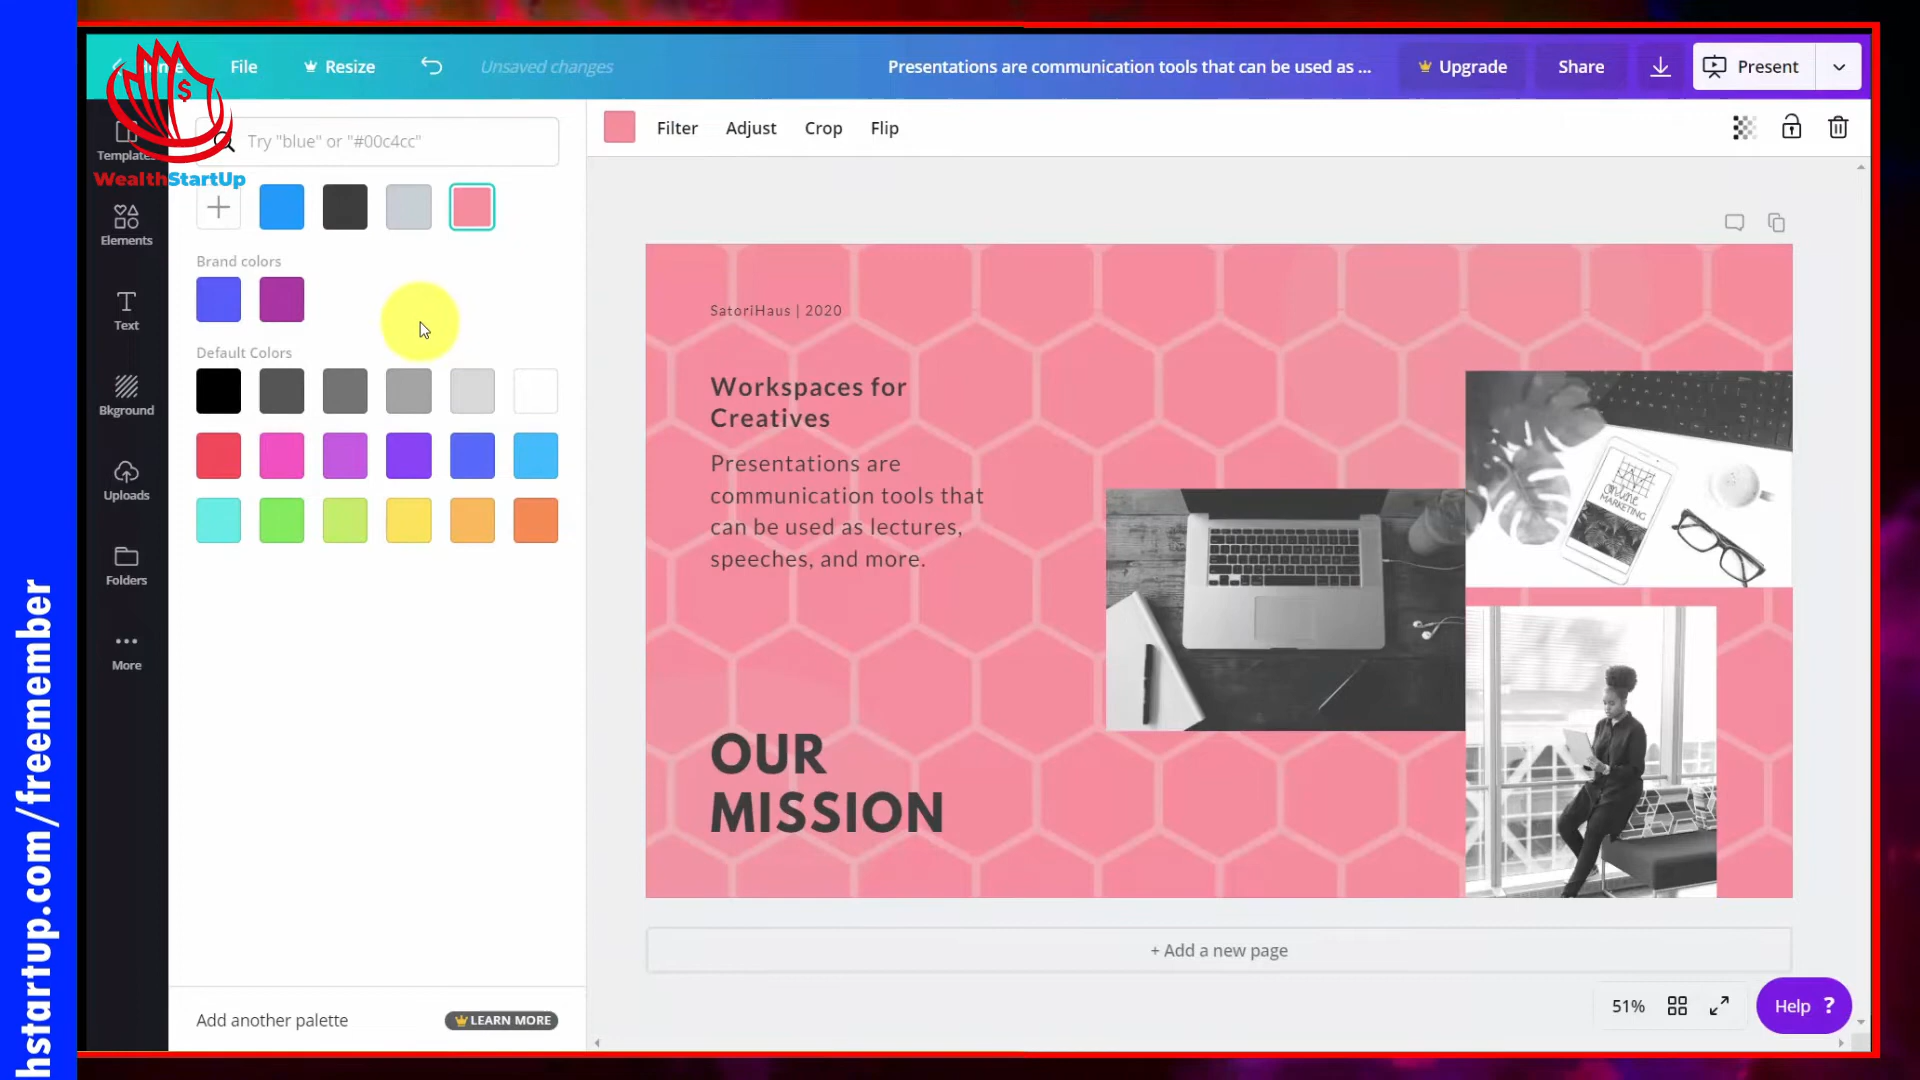 File
Resize
Unsaved changes
Presentations are communication tools that can be used as ...
Upgrade
Share
Present
Templates
Elements
Text
Bkground
Uploads
Folders
More
WealthStartUp
$
Try "blue" or "#00c4cc"
Brand colors
Default Colors
Add another palette
LEARN MORE
Filter
Adjust
Crop
Flip
SatoriHaus | 2020
Workspaces for
Creatives
Presentations are
communication tools that
can be used as lectures,
speeches, and more.
OUR
MISSION
online
MARKETING
+ Add a new page
51%
Help ?
hstartup.com/freemember